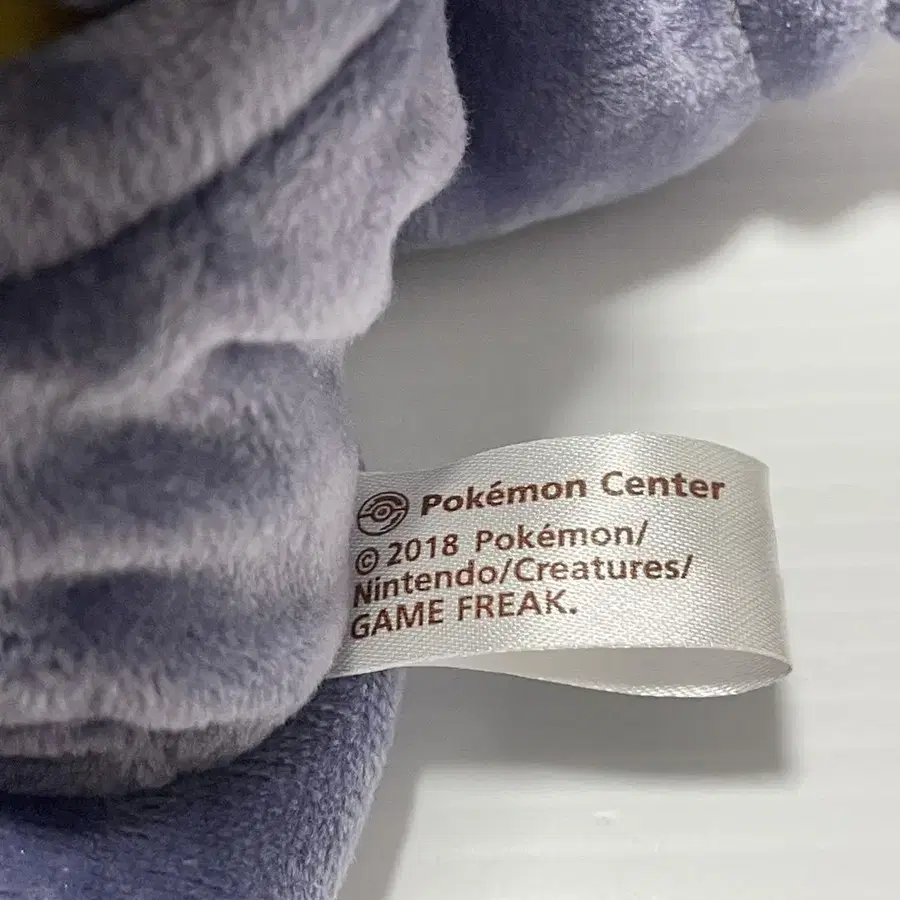 Pokémon Center
© 2018 Pokémon/
Nintendo/Creatures/
GAME FREAK.